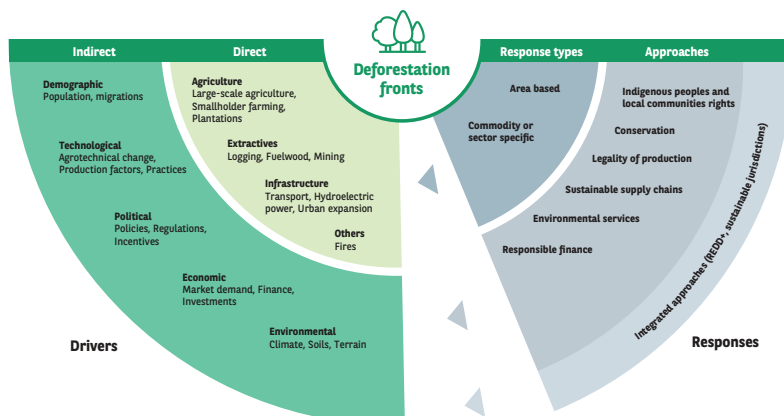 Indirect
Direct
Deforestation
fronts
Response types
Approaches
Demographic
Population, migrations
Technological
Agrotechnical change,
Production factors, Practices
Political
Policies, Regulations,
Incentives
Economic
Market demand, Finance,
Investments
Environmental
Climate, Soils, Terrain
Drivers
Agriculture
Large-scale agriculture,
Smallholder farming,
Plantations
Extractives
Logging, Fuelwood, Mining
Infrastructure
Transport, Hydroelectric
power, Urban expansion
Others
Fires
Area based
Commodity or
sector specific
Indigenous peoples and
local communities rights
Conservation
Legality of production
Sustainable supply chains
Environmental services
Responsible finance
Integrated approaches (REDD+, sustainable jurisdictions)
Responses